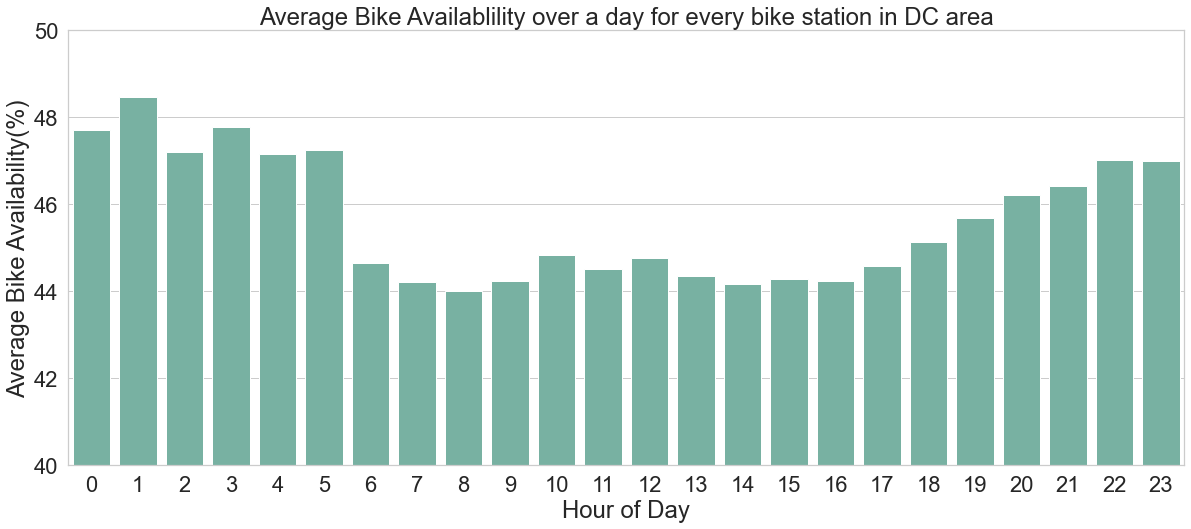 Average Bike Availablility over a day for every bike station in DC area
50
48
46
44
42
40
Average Bike Availability(%)
0 1 2 3 4 5 6 7 8 9 10 11 12 13 14 15 16 17 18 19 20 21 22 23
Hour of Day